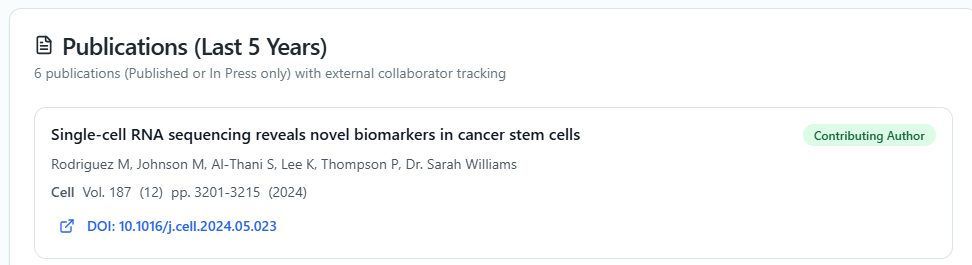 Publications (Last 5 Years)
6 publications (Published or In Press only) with external collaborator tracking
Single-cell RNA sequencing reveals novel biomarkers in cancer stem cells
Contributing Author
Rodriguez M, Johnson M, Al-Thani S, Lee K, Thompson P, Dr. Sarah Williams
Cell Vol. 187 (12) pp. 3201-3215 (2024)
DOI: 10.1016/j.cell.2024.05.023